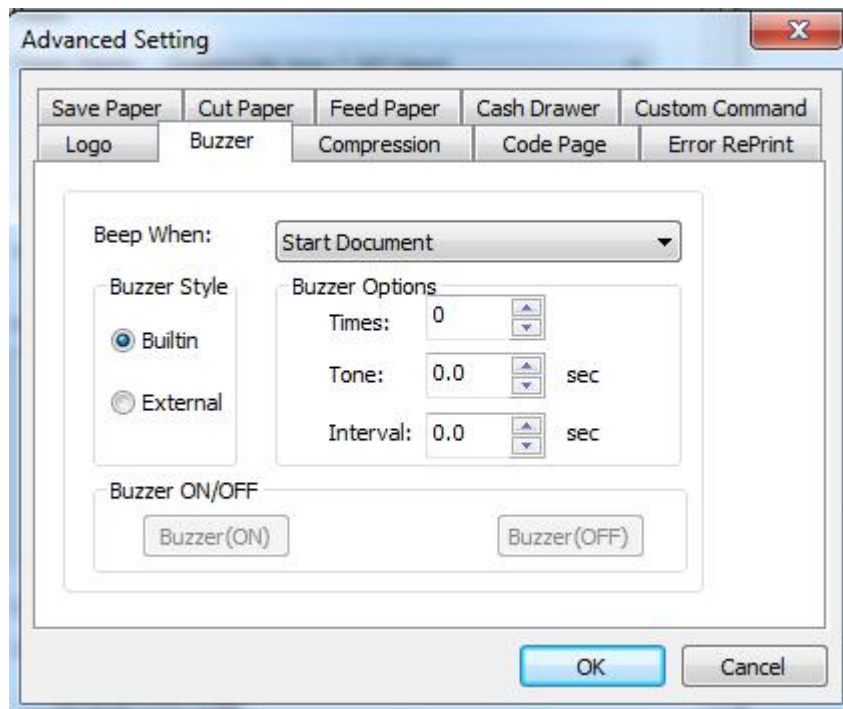 Advanced Setting
Save Paper Cut Paper Feed Paper Cash Drawer Custom Command
Logo Buzzer Compression Code Page Error RePrint
Beep When: Start Document
Buzzer Style Buzzer Options
Times: 0
Builtin
Tone: 0.0 sec
External
Interval: 0.0 sec
Buzzer ON/OFF
Buzzer(ON) Buzzer(OFF)
OK Cancel